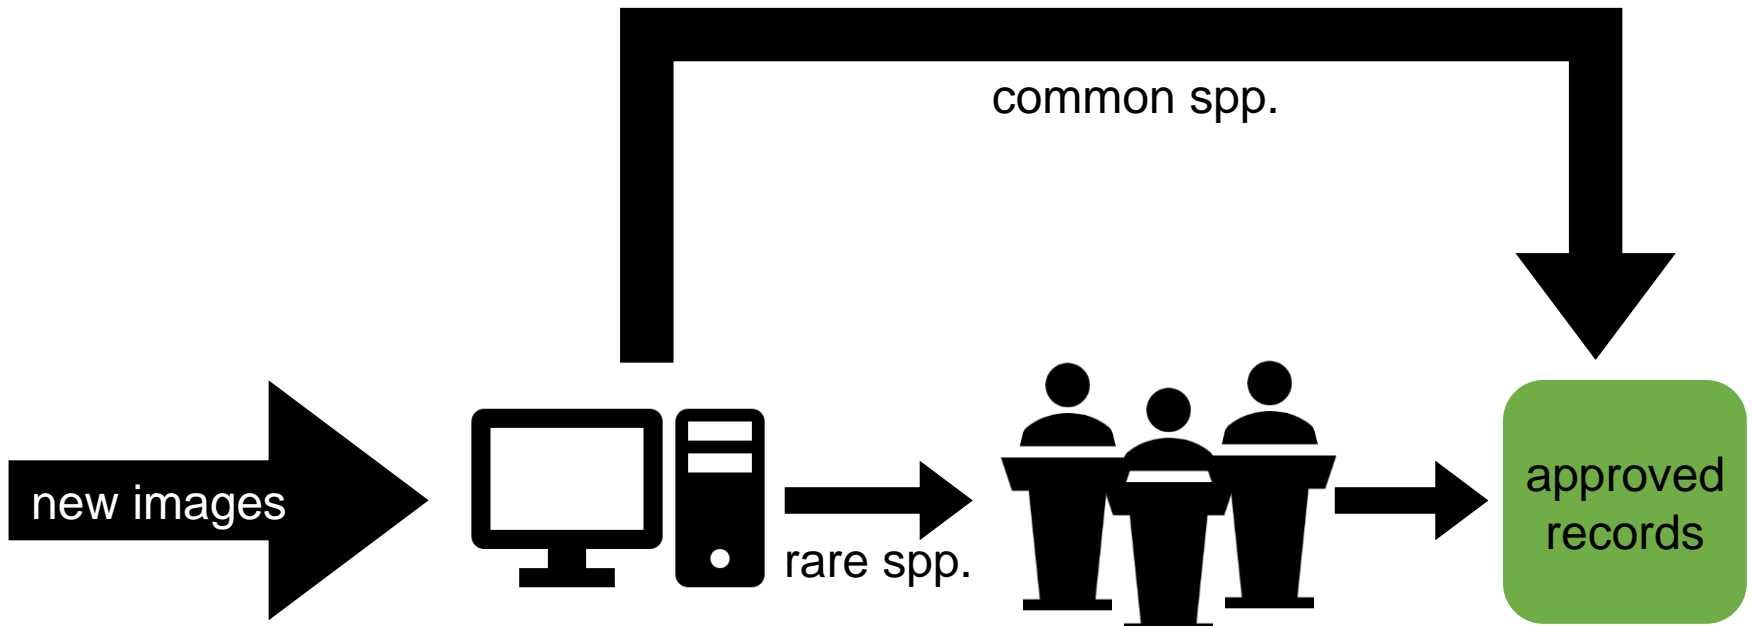 common spp.
new images
rare spp.
approved
records